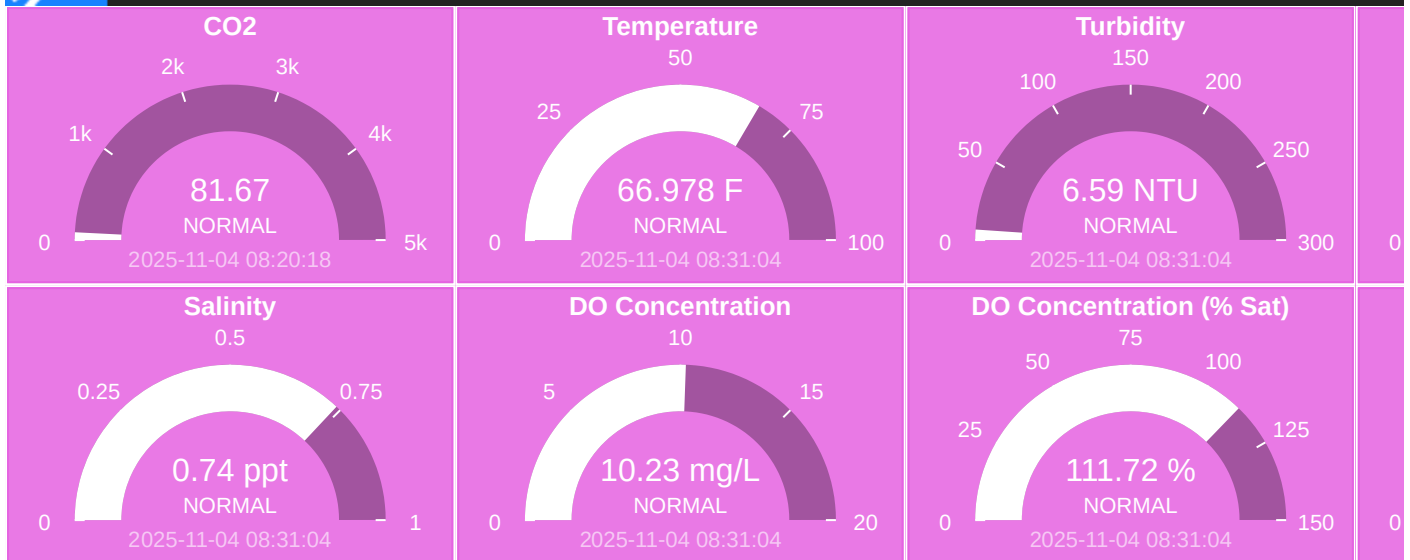 CO2
0
1k
2k
3k
4k
5k
81.67
NORMAL
2025-11-04 08:20:18
Temperature
0
25
50
75
100
66.978 F
NORMAL
2025-11-04 08:31:04
Turbidity
0
50
100
150
200
250
300
6.59 NTU
NORMAL
2025-11-04 08:31:04
0
Salinity
0
0.25
0.5
0.75
1
0.74 ppt
NORMAL
2025-11-04 08:31:04
DO Concentration
0
5
10
15
20
10.23 mg/L
NORMAL
2025-11-04 08:31:04
DO Concentration (% Sat)
0
25
50
75
100
125
150
111.72 %
NORMAL
2025-11-04 08:31:04
0